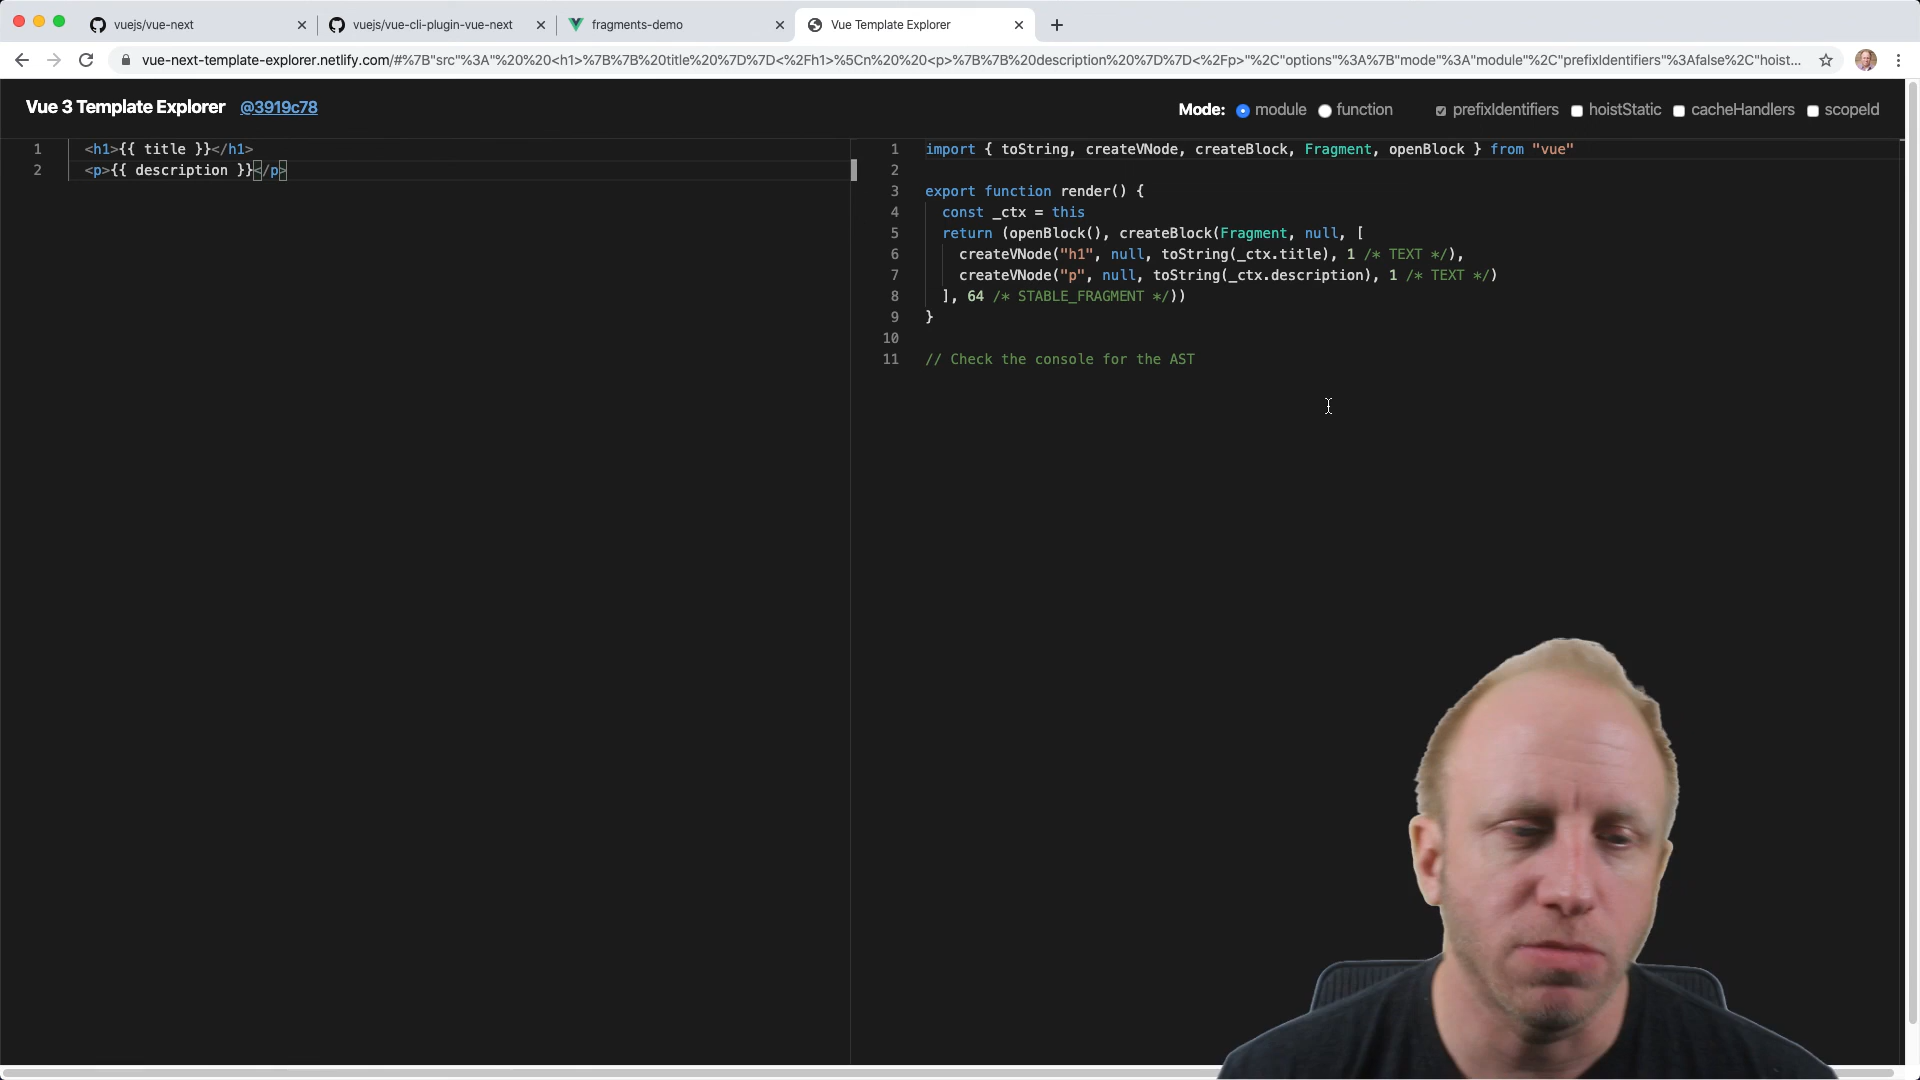 vuejs/vue-next
vuejs/vue-cli-plugin-vue-next
fragments-demo
Vue Template Explorer
vue-next-template-explorer.netlify.com/#%7B"src"%3A"%20%20<h1>%7B%7B%20title%20%7D%7D<%2Fh1>%5Cn%20%20<p>%7B%7B%20description%20%7D%7D<%2Fp>"%2C"options"%3A%7B"mode"%3A"module"%2C"prefixIdentifiers"%3Afalse%2C"hoist...
Vue 3 Template Explorer @3919c78
Mode: module function prefixIdentifiers hoistStatic cacheHandlers scopeId
1 <h1>{{ title }}</h1>
2 <p>{{ description }}</p>
1 import { toString, createVNode, createBlock, Fragment, openBlock } from "vue"
2
3 export function render() {
4 const _ctx = this
5 return (openBlock(), createBlock(Fragment, null, [
6 createVNode("h1", null, toString(_ctx.title), 1 /* TEXT */),
7 createVNode("p", null, toString(_ctx.description), 1 /* TEXT */)
8 ], 64 /* STABLE_FRAGMENT */))
9 }
10
11 // Check the console for the AST